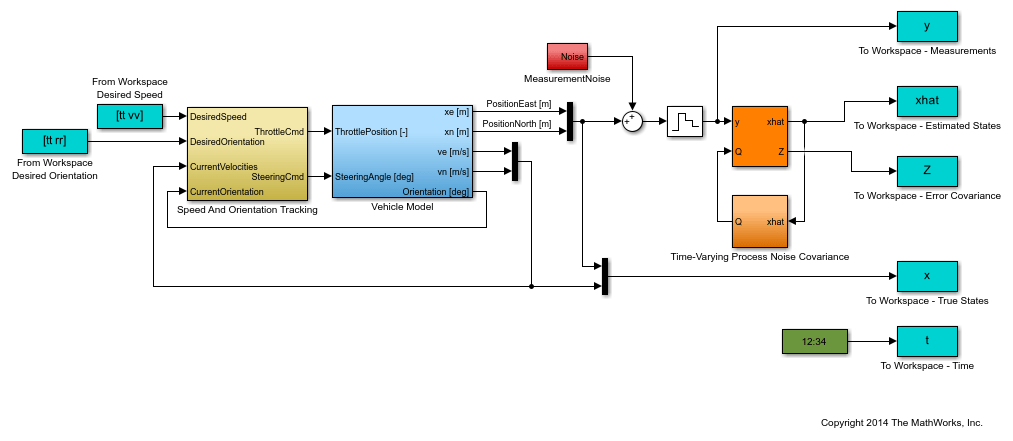 From Workspace
Desired Speed
[tt vv]
[tt rr]
From Workspace
Desired Orientation
DesiredSpeed
DesiredOrientation
CurrentVelocities
CurrentOrientation
ThrottleCmd
SteeringCmd
Speed And Orientation Tracking
ThrottlePosition [-]
SteeringAngle [deg]
xe [m]
xn [m]
ve [m/s]
vn [m/s]
Orientation [deg]
Vehicle Model
PositionEast [m]
PositionNorth [m]
Noise
MeasurementNoise
+
+
y
Q
xhat
Z
Q
xhat
Time-Varying Process Noise Covariance
y
To Workspace - Measurements
xhat
To Workspace - Estimated States
Z
To Workspace - Error Covariance
x
To Workspace - True States
12:34
t
To Workspace - Time
Copyright 2014 The MathWorks, Inc.